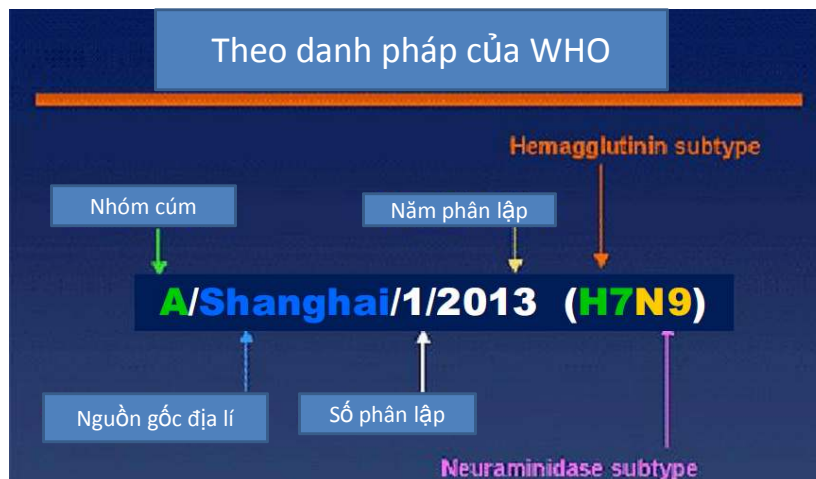 Theo danh pháp của WHO
Hemagglutinin subtype
Nhóm cúm
Năm phân lập
A/Shanghai/1/2013 (H7N9)
Nguồn gốc địa lí
Số phân lập
Neuraminidase subtype